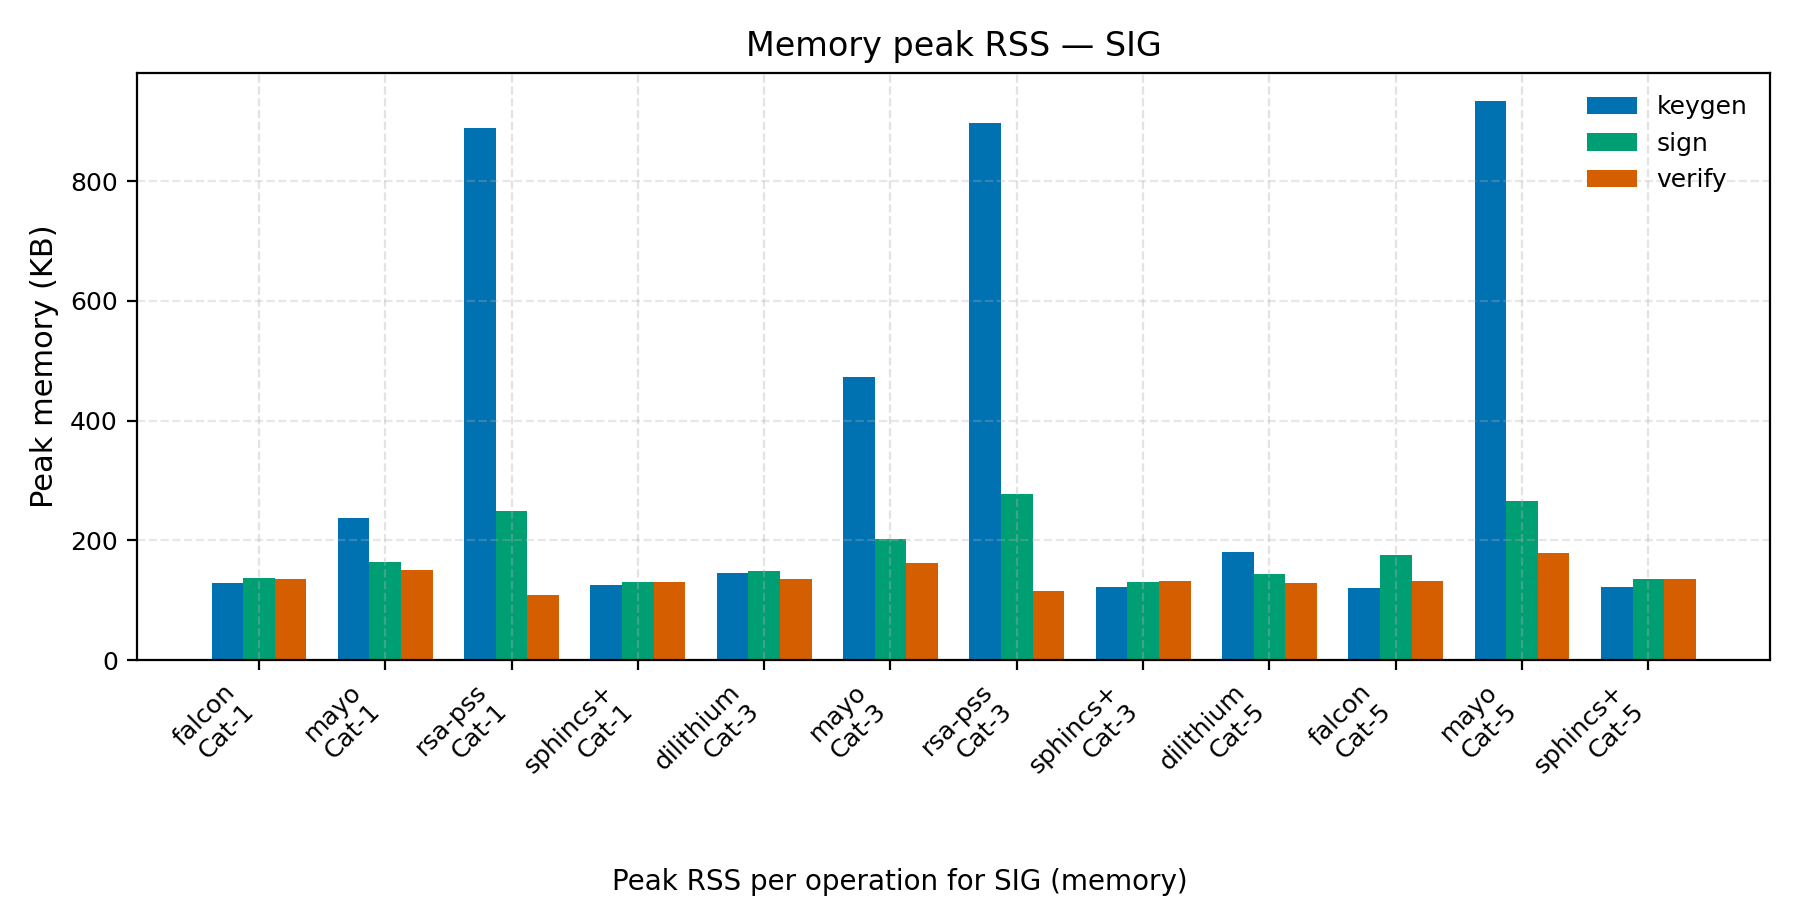 Memory peak RSS — SIG
Peak memory (KB)
800
600
400
200
0
keygen
sign
verify
falcon
Cat-1
mayo
Cat-1
rsa-pss
Cat-1
sphincs+
Cat-1
dilithium
Cat-3
mayo
Cat-3
rsa-pss
Cat-3
sphincs+
Cat-3
dilithium
Cat-5
falcon
Cat-5
mayo
Cat-5
sphincs+
Cat-5
Peak RSS per operation for SIG (memory)